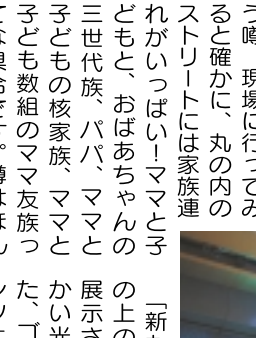 う噂、現場に行ってみ
ると確かに、丸の内の
ストリートには家族連
れがいっぱい！ママと子
どもと、おばあちゃんの
三世代族、パパ、ママと
子どもの核家族、ママと
子ども数組のママ友族っ
「新
の上の
展示さ
かい光
た、ゴ